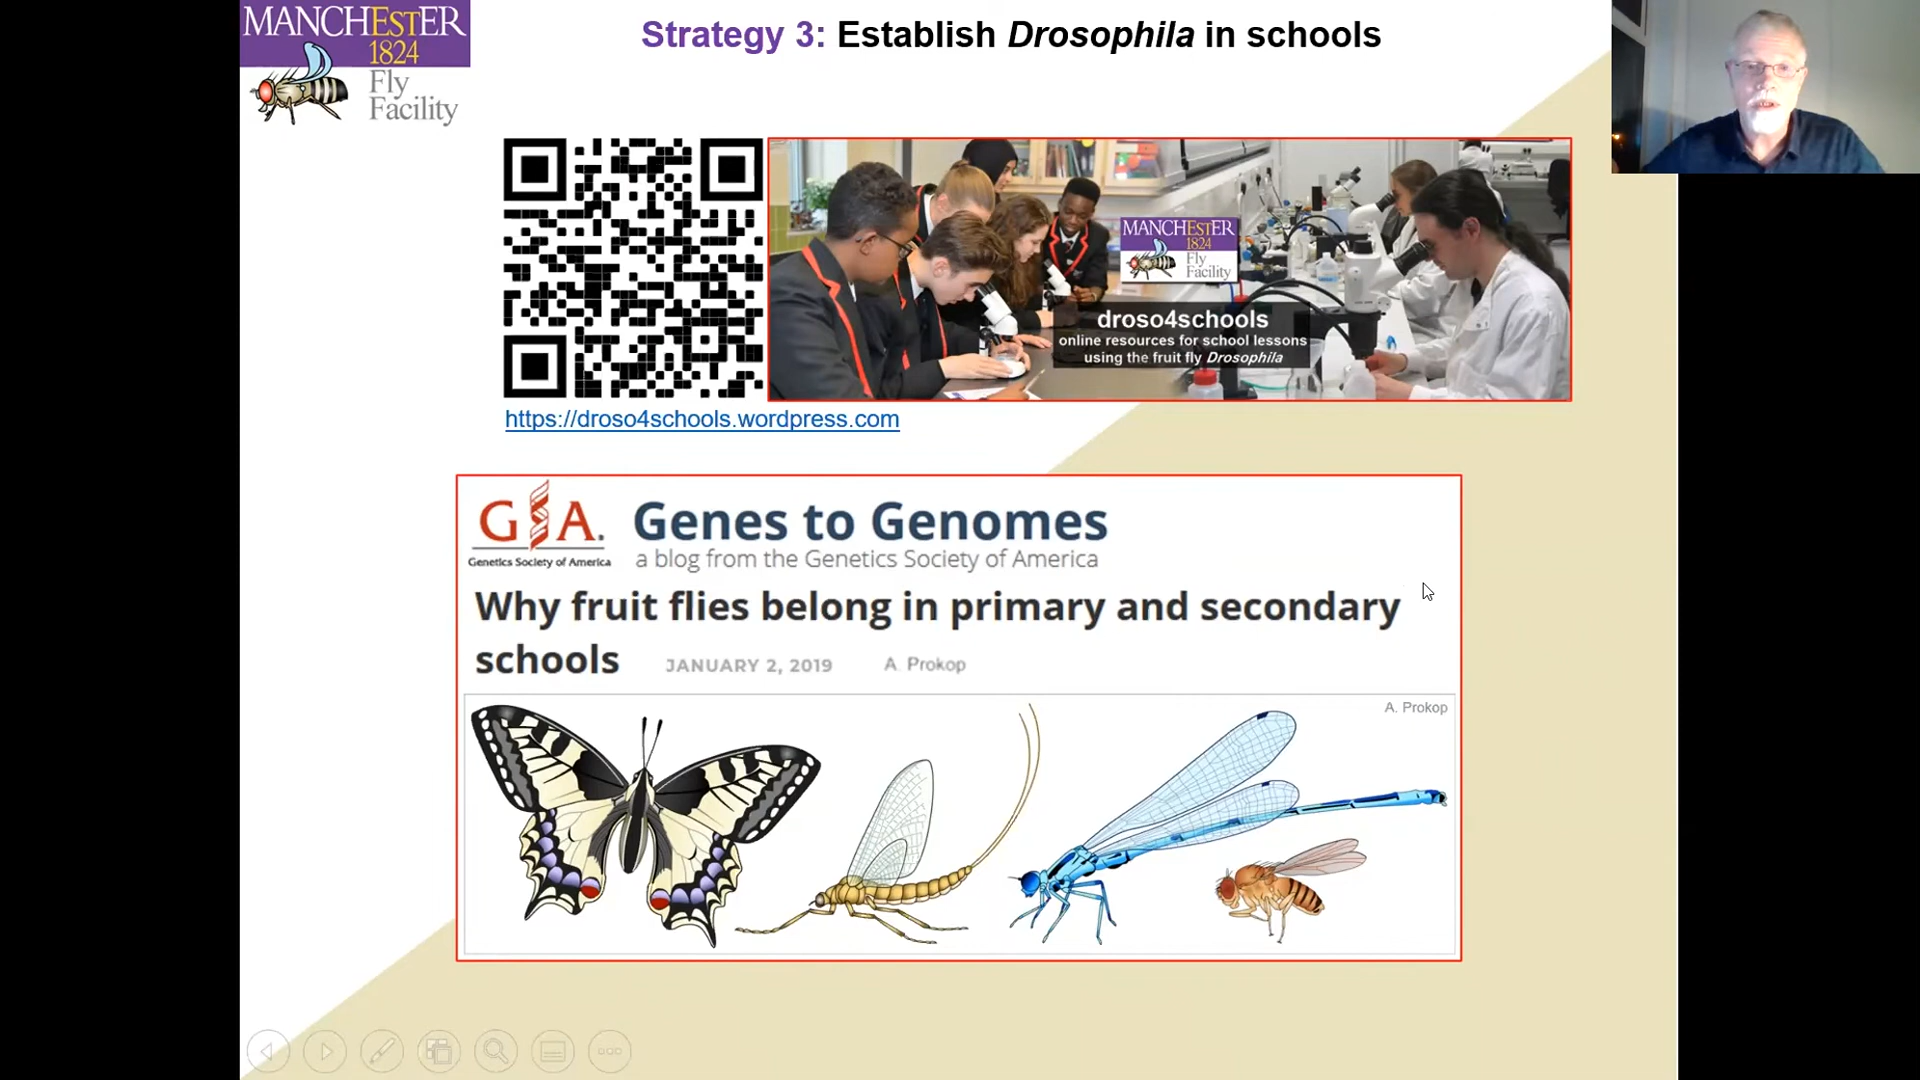 MANCHESTER
1824
Fly
Facility
Strategy 3: Establish Drosophila in schools
MANCHESTER
1824
Fly
Facility
droso4schools
online resources for school lessons
using the fruit fly Drosophila
https://droso4schools.wordpress.com
GSA.
Genetics Society of America
Genes to Genomes
a blog from the Genetics Society of America
Why fruit flies belong in primary and secondary
schools JANUARY 2, 2019 A. Prokop
A. Prokop